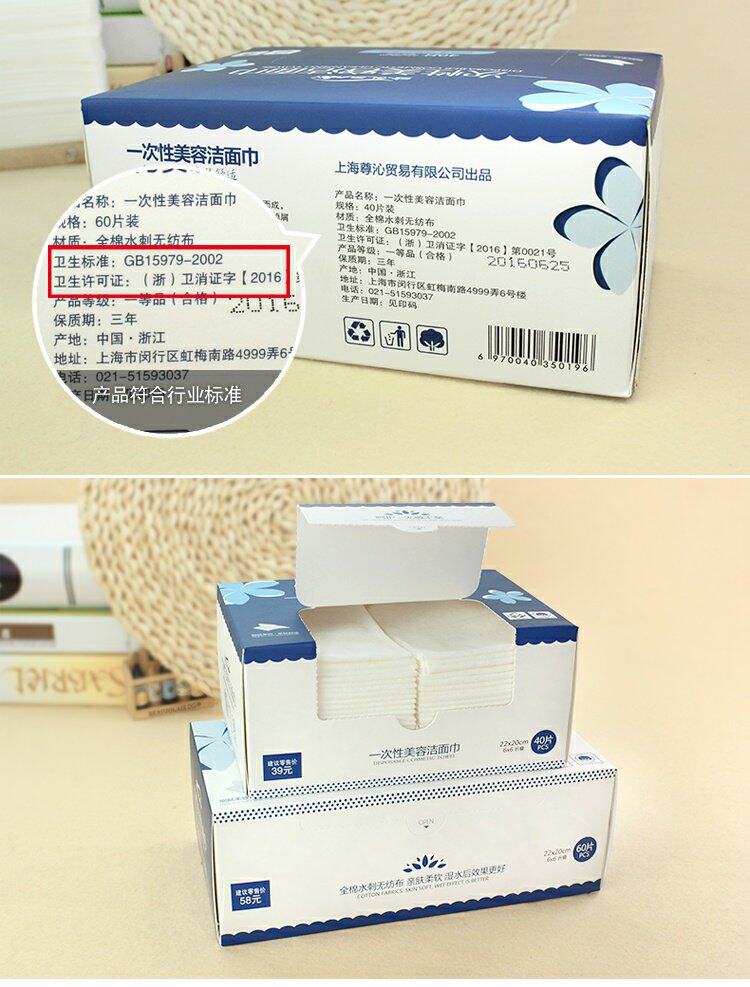 一次性美容洁面巾
上海尊沁贸易有限公司出品
产品名称：一次性美容洁面巾
规格：40片装
材质：全棉水刺无纺布
卫生标准：GB15979-2002
卫生许可证：（浙）卫消证字【2016】第0021号
产品等级：一等品（合格）
20160625
保质期：三年
产地：中国·浙江
地址：上海市闵行区虹梅南路4999弄6号楼
电话：021-51593037
生产日期：见印码
6 970040 350196
品名称：一次性美容洁面巾
规格：60片装
材质：全棉水刺无纺布
卫生标准：GB15979-2002
卫生许可证：（浙）卫消证字【2016】
产品等级：一等品（合格）
2016
保质期：三年
产地：中国·浙江
地址：上海市闵行区虹梅南路4999弄6号
电话：021-51593037
产品符合行业标准
SABRIEL
建议零售价
39元
一次性美容洁面巾
DISPOSABLE COSMETIC TOWEL
22x20cm
40片
PCS
OPEN
建议零售价
58元
全棉水刺无纺布 亲肤柔软 湿水后效果更好
COTTON FABRICS, SKIN SOFT, WET EFFECT IS BETTER
22x20cm
60片
PCS